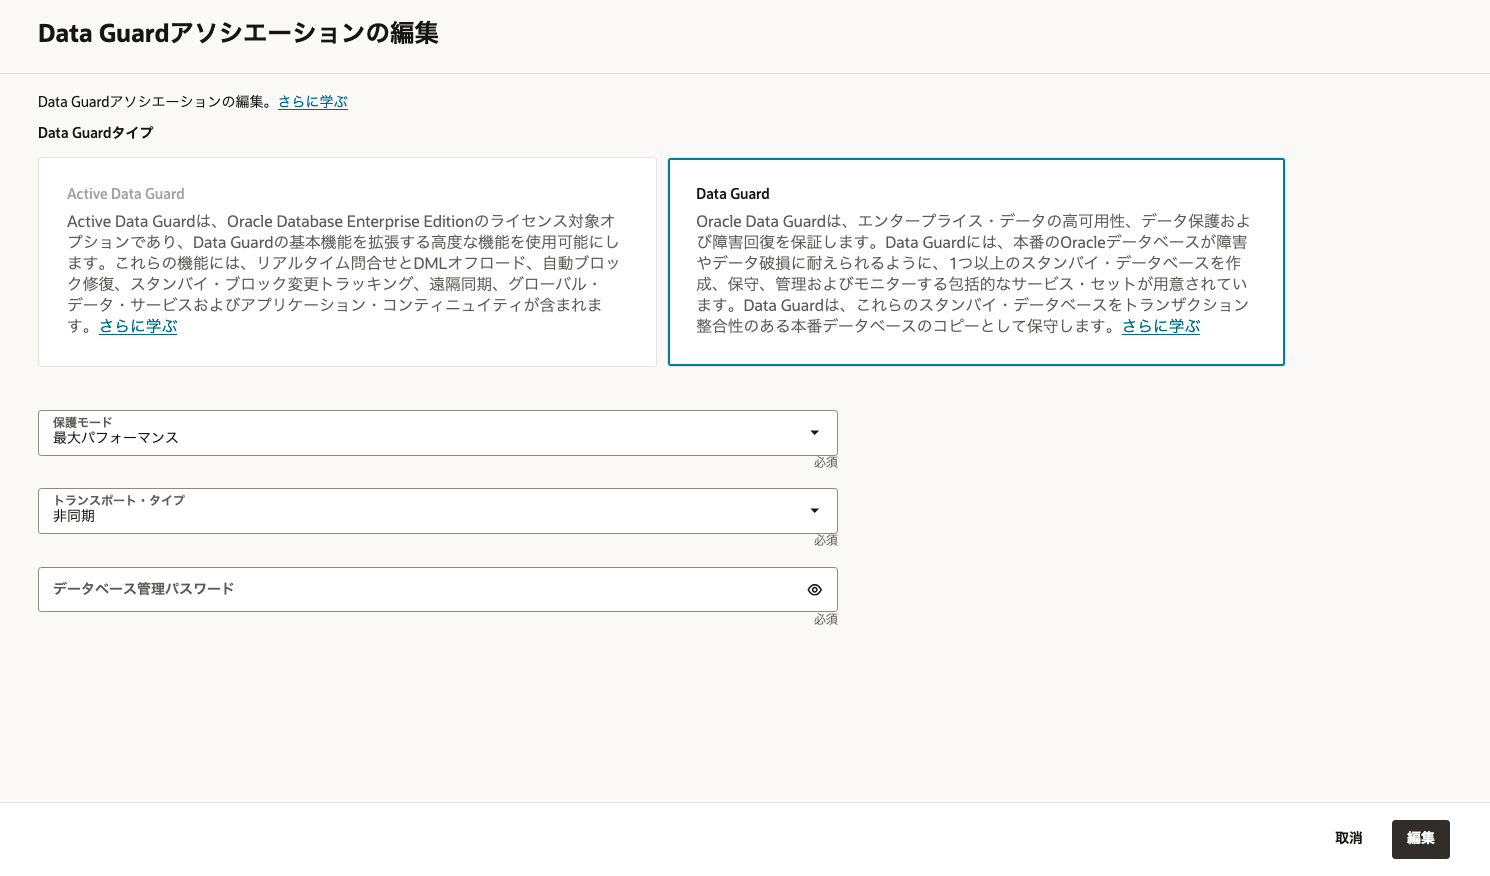 Data Guardアソシエーションの編集
Data Guardアソシエーションの編集。さらに学ぶ
Data Guardタイプ
Active Data Guard
Active Data Guardは、Oracle Database Enterprise Editionのライセンス対象オ
プションであり、Data Guardの基本機能を拡張する高度な機能を使用可能にし
ます。これらの機能には、リアルタイム問合せとDMLオフロード、自動ブロッ
ク修復、スタンバイ・ブロック変更トラッキング、遠隔同期、グローバル・
データ・サービスおよびアプリケーション・コンティニュイティが含まれま
す。さらに学ぶ
Data Guard
Oracle Data Guardは、エンタープライス・データの高可用性、データ保護およ
び障害回復を保証します。Data Guardには、本番のOracleデータベースが障害
やデータ破損に耐えられるように、1つ以上のスタンバイ・データベースを作
成、保守、管理およびモニターする包括的なサービス・セットが用意されてい
ます。Data Guardは、これらのスタンバイ・データベースをトランザクション
整合性のある本番データベースのコピーとして保守します。さらに学ぶ
保護モード
最大パフォーマンス
必須
トランスポート・タイプ
非同期
必須
データベース管理パスワード
必須
取消
編集